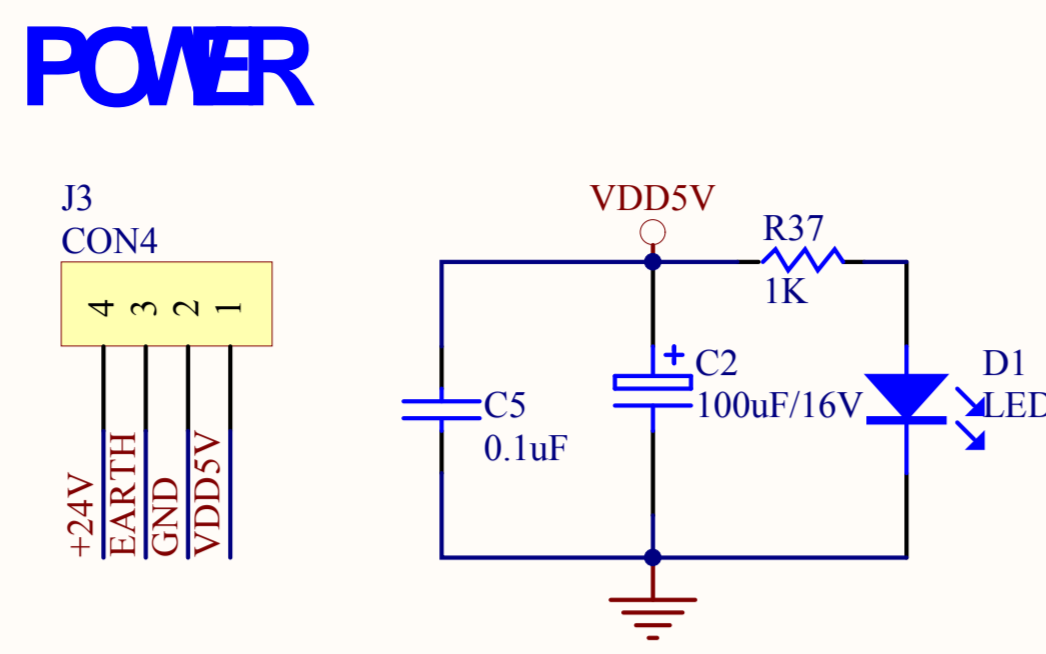 POWER
J3
CON4
4 3 2 1
+24V
EARTH
GND
VDD5V
VDD5V
R37
1K
+
C2
100uF/16V
C5
0.1uF
D1
LED